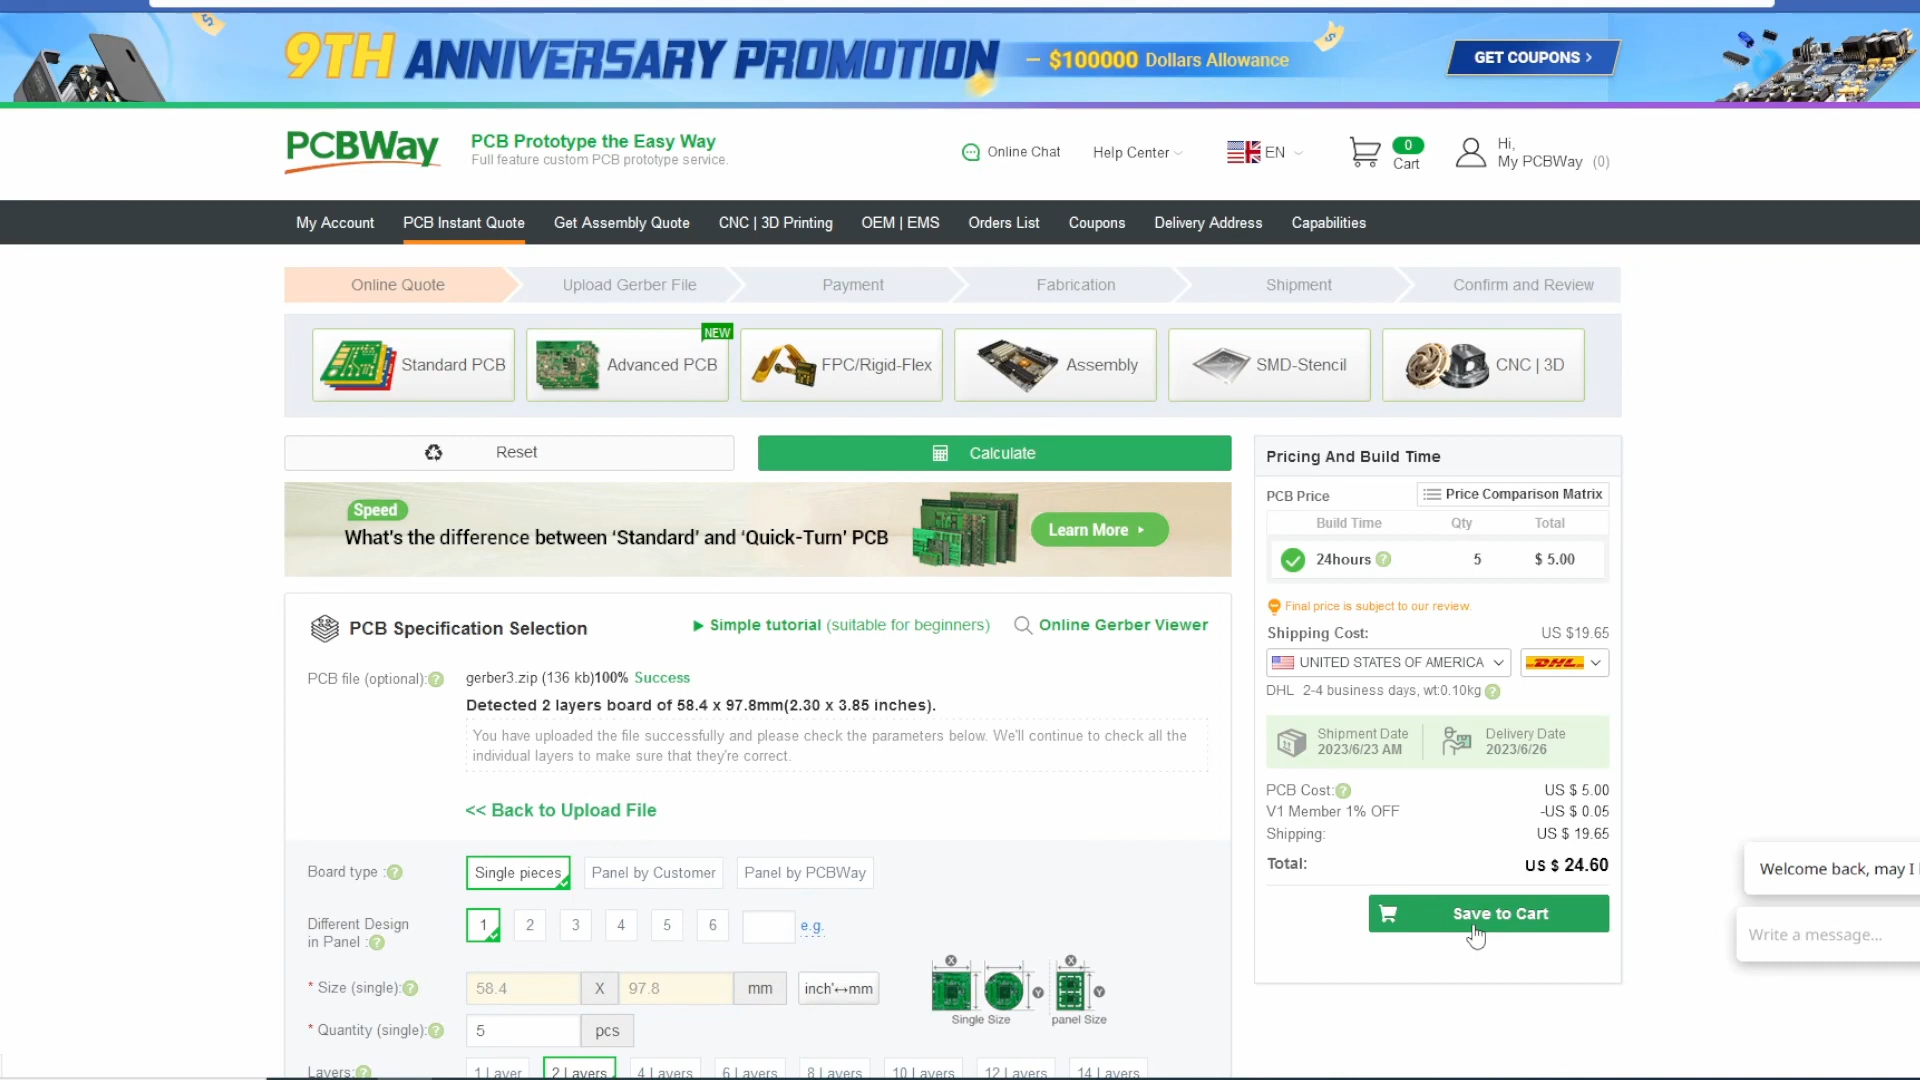 9TH ANNIVERSARY PROMOTION – $100000 Dollars Allowance GET COUPONS >
PCBWay
PCB Prototype the Easy Way
Full feature custom PCB prototype service.
Online Chat Help Center EN 0 Cart Hi, My PCBWay (0)
My Account PCB Instant Quote Get Assembly Quote CNC | 3D Printing OEM | EMS Orders List Coupons Delivery Address Capabilities
Online Quote Upload Gerber File Payment Fabrication Shipment Confirm and Review
NEW
Standard PCB Advanced PCB FPC/Rigid-Flex Assembly SMD-Stencil CNC | 3D
Reset Calculate
Speed
What's the difference between 'Standard' and 'Quick-Turn' PCB Learn More
PCB Specification Selection Simple tutorial (suitable for beginners) Online Gerber Viewer
PCB file (optional): gerber3.zip (136 kb)100% Success
Detected 2 layers board of 58.4 x 97.8mm(2.30 x 3.85 inches).
You have uploaded the file successfully and please check the parameters below. We'll continue to check all the
individual layers to make sure that they're correct.
<< Back to Upload File
Board type : Single pieces Panel by Customer Panel by PCBWay
Different Design
in Panel : 1 2 3 4 5 6 e.g.
* Size (single): 58.4 X 97.8 mm inch'↔mm
X X Y Y
Single Size panel Size
* Quantity (single): 5 pcs
Layers: 1 Layer 2 Layers 4 Layers 6 Layers 8 Layers 10 Layers 12 Layers 14 Layers
Pricing And Build Time
PCB Price Price Comparison Matrix
Build Time Qty Total
24hours 5 $ 5.00
Final price is subject to our review.
Shipping Cost: US $19.65
UNITED STATES OF AMERICA DHL
DHL 2-4 business days, wt:0.10kg
Shipment Date
2023/6/23 AM
Delivery Date
2023/6/26
PCB Cost: US $ 5.00
V1 Member 1% OFF -US $ 0.05
Shipping: US $ 19.65
Total: US $ 24.60
Save to Cart
Welcome back, may I
Write a message...